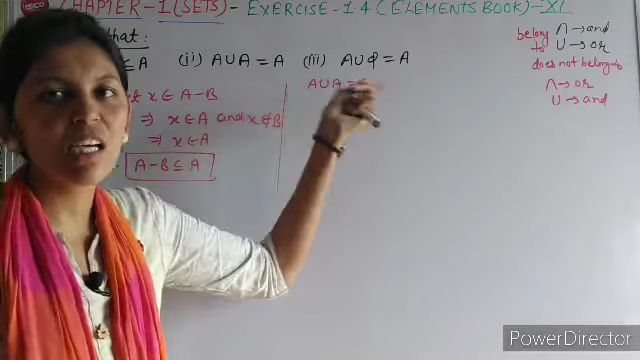 CHAPTER-1(SETS)- EXERCISE-1.4 (ELEMENTS BOOK)-XI
that:
⊆ A (ii) A∪A = A (iii) A∪Φ = A
x ∈ A-B
⇒ x ∈ A and x ∉ B
⇒ x ∈ A
A-B ⊆ A
A∪A =
belong to ∩ → and
∪ → or
does not belong to
∩ → or
∪ → and
PowerDirector